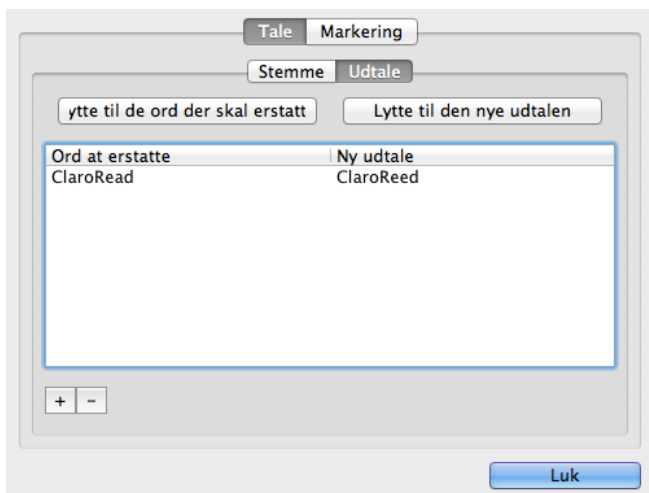 Tale Markering
Stemme Udtale
ytte til de ord der skal erstatt Lytte til den nye udtalen
Ord at erstatte Ny udtale
ClaroRead ClaroReed
+ -
Luk